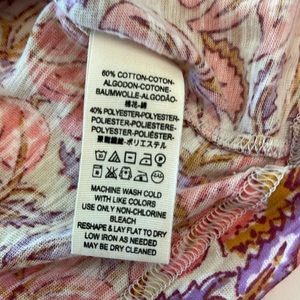 60% COTTON-COTON-
ALGODON-COTONE-
BAUMWOLLE-ALGODÃO-
棉花-綿
40% POLYESTER-POLYESTER-
POLIESTER-POLIESTERE-
POLYESTER-POLIÉSTER-
ポリエステル
MACHINE WASH COLD
WITH LIKE COLORS
USE ONLY NON-CHLORINE
BLEACH
RESHAPE & LAY FLAT TO DRY
LOW IRON AS NEEDED
MAY BE DRY CLEANED